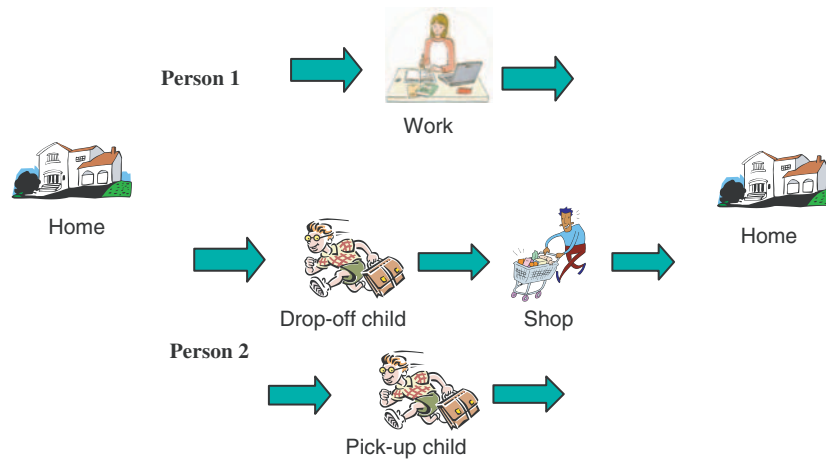 Person 1
Work
Home
Home
Drop-off child
Shop
Person 2
Pick-up child